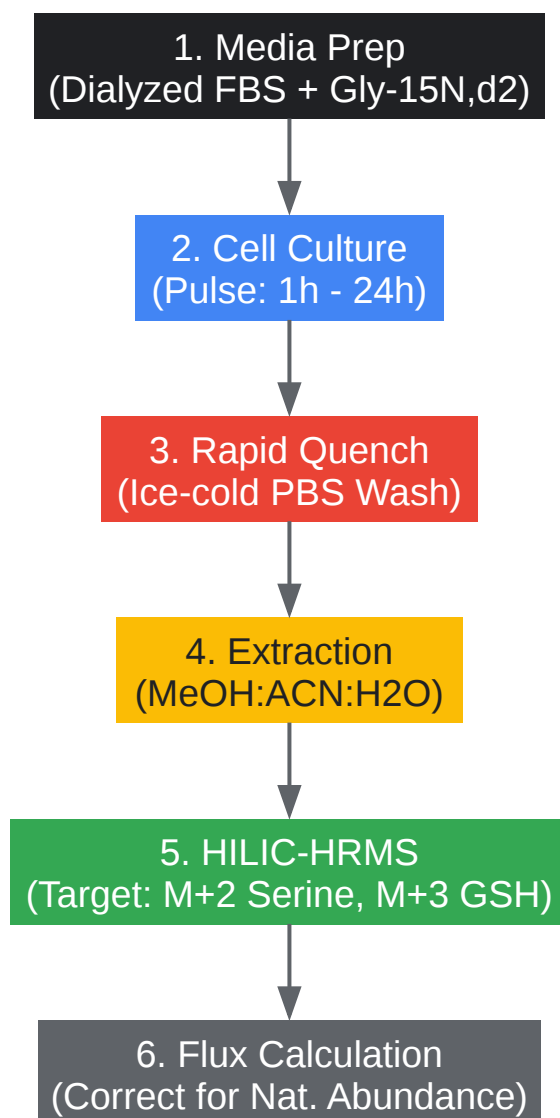 1. Media Prep
(Dialyzed FBS + Gly-15N,d2)
2. Cell Culture
(Pulse: 1h - 24h)
3. Rapid Quench
(Ice-cold PBS Wash)
4. Extraction
(MeOH:ACN:H2O)
5. HILIC-HRMS
(Target: M+2 Serine, M+3 GSH)
6. Flux Calculation
(Correct for Nat. Abundance)